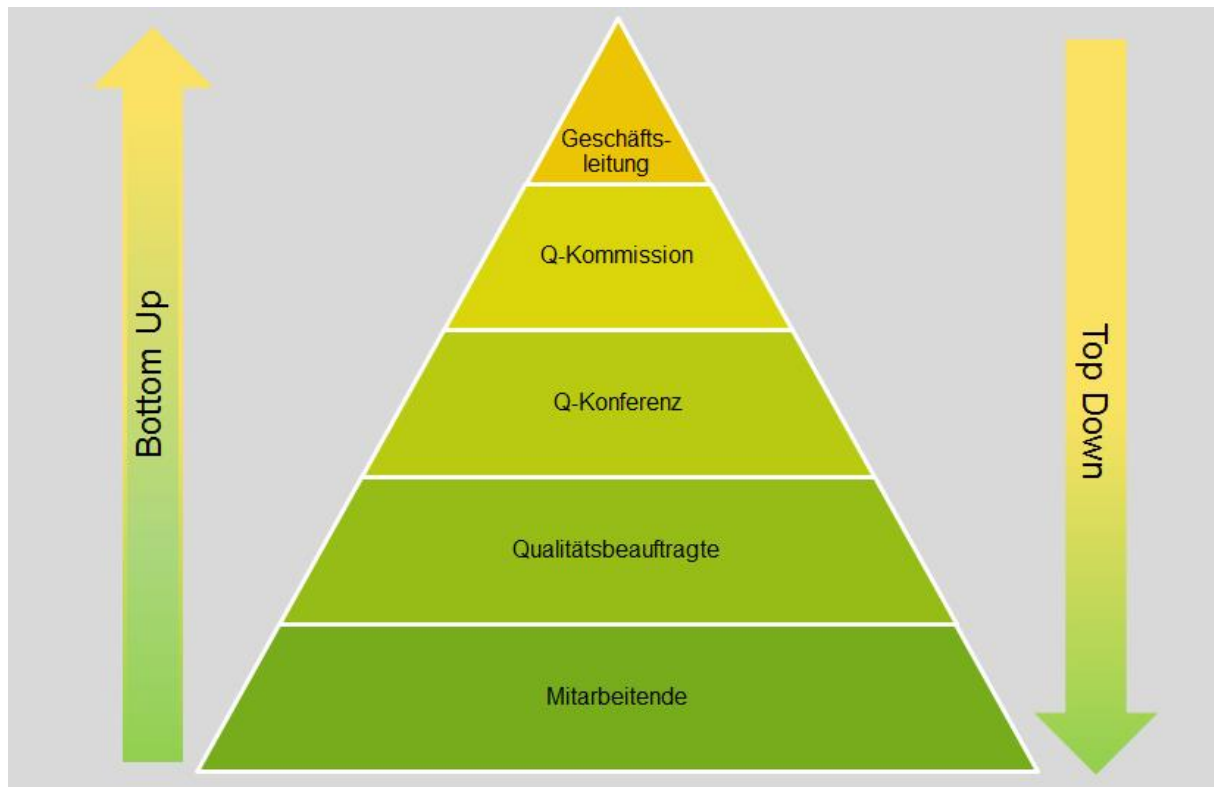 Geschäfts-
leitung
Q-Kommission
Q-Konferenz
Qualitätsbeauftragte
Mitarbeitende
Bottom Up
Top Down